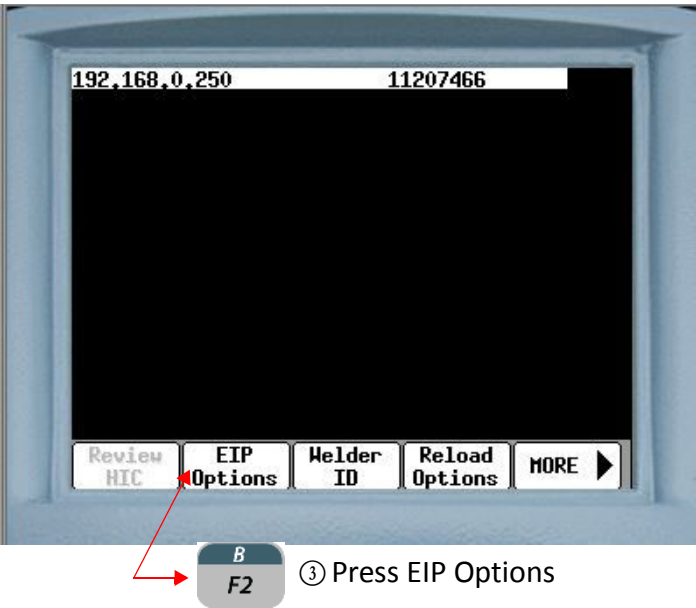 192,168,0,250 11207466
Review EIP Welder Reload MORE
HIC Options ID Options
B
F2
③ Press EIP Options